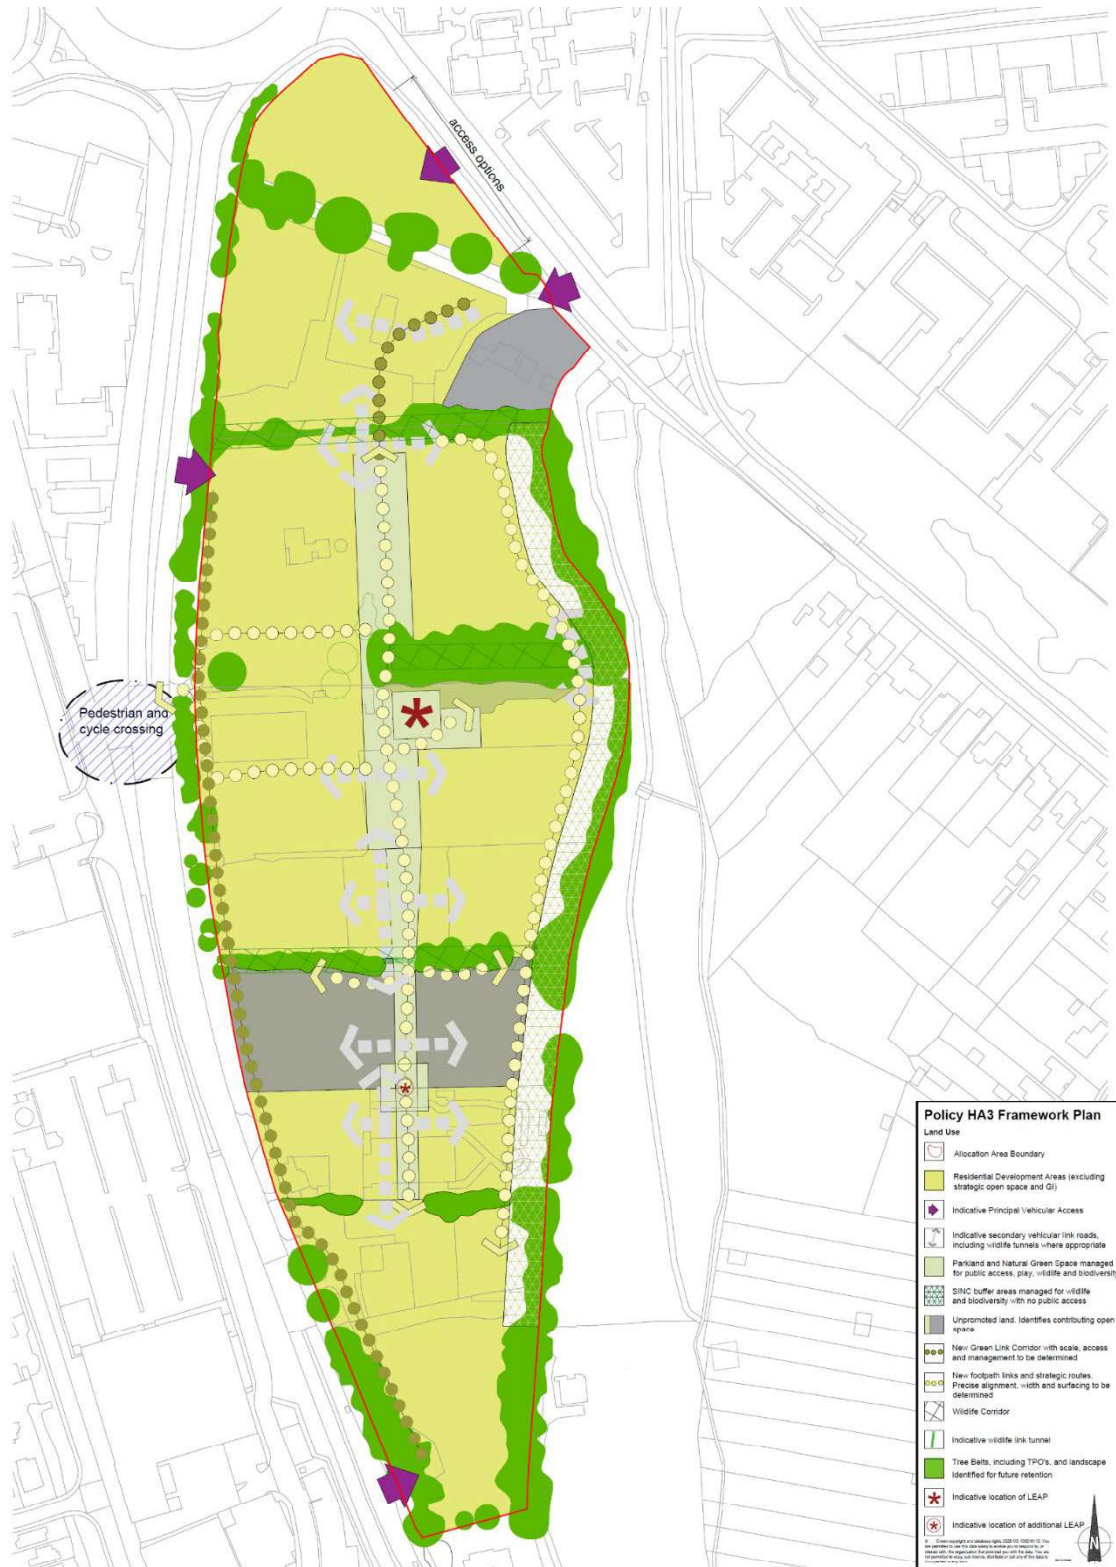 access options
Pedestrian and
cycle crossing
Policy HA3 Framework Plan
Land Use
Allocation Area Boundary
Residential Development Areas (excluding
strategic open space and GI)
Indicative Principal Vehicular Access
Indicative secondary vehicular link roads,
including wildlife tunnels where appropriate
Parkland and Natural Green Space managed
for public access, play, wildlife and biodiversity
SINC buffer areas managed for wildlife
and biodiversity with no public access
Unpromoted land. Identifies contributing open
space
New Green Link Corridor with scale, access
and management to be determined
New footpath links and strategic routes.
Precise alignment, width and surfacing to be
determined
Wildlife Corridor
Indicative wildlife link tunnel
Tree Belts, including TPO's, and landscape
Identified for future retention
Indicative location of LEAP
Indicative location of additional LEAP
N